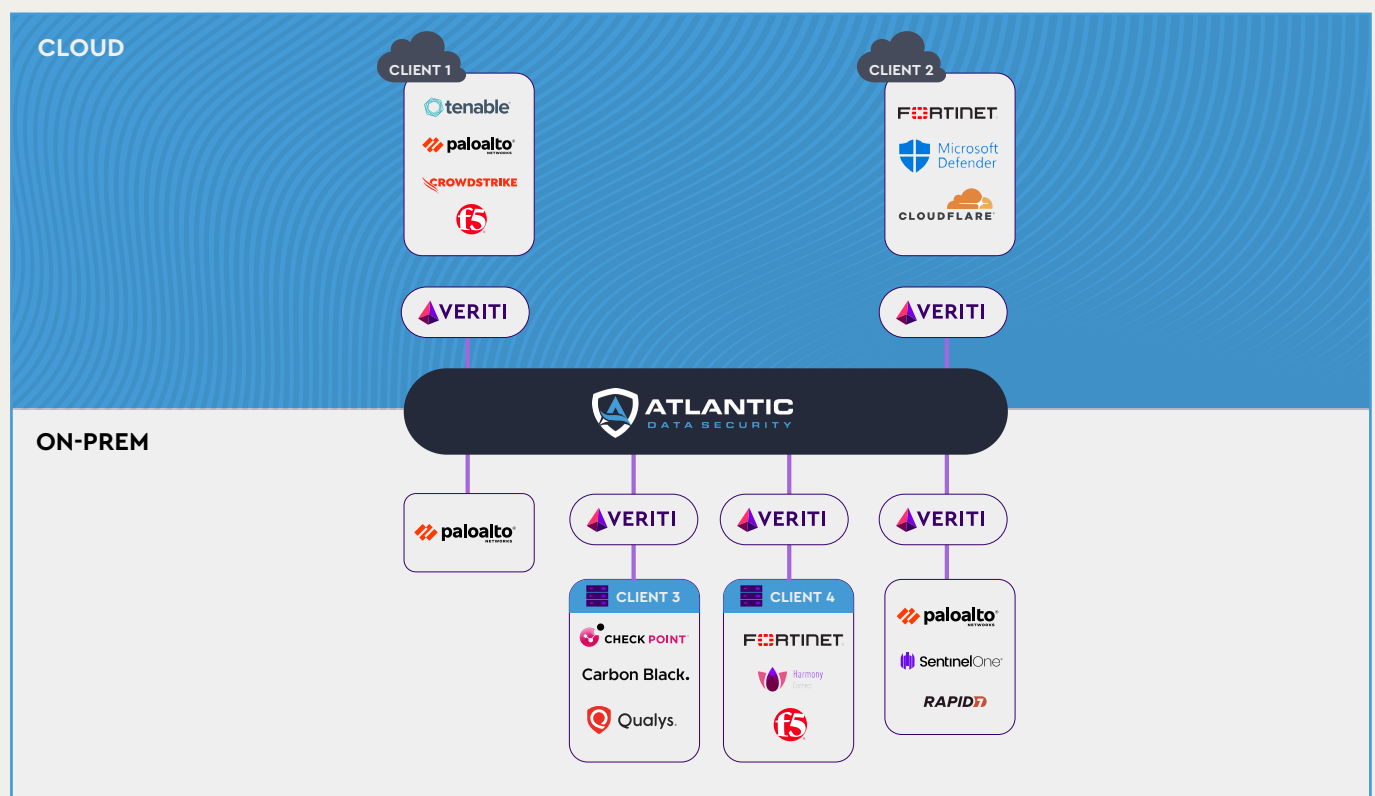 CLOUD
CLIENT 1
tenable
paloalto
NETWORKS
CROWDSTRIKE
f5
CLIENT 2
FORTINET
Microsoft
Defender
CLOUDFLARE
VERITI
VERITI
ATLANTIC
DATA SECURITY
ON-PREM
paloalto
NETWORKS
VERITI
CLIENT 3
CHECK POINT
Carbon Black.
Qualys.
VERITI
CLIENT 4
FORTINET
Harmony
f5
VERITI
paloalto
NETWORKS
SentinelOne
RAPID7